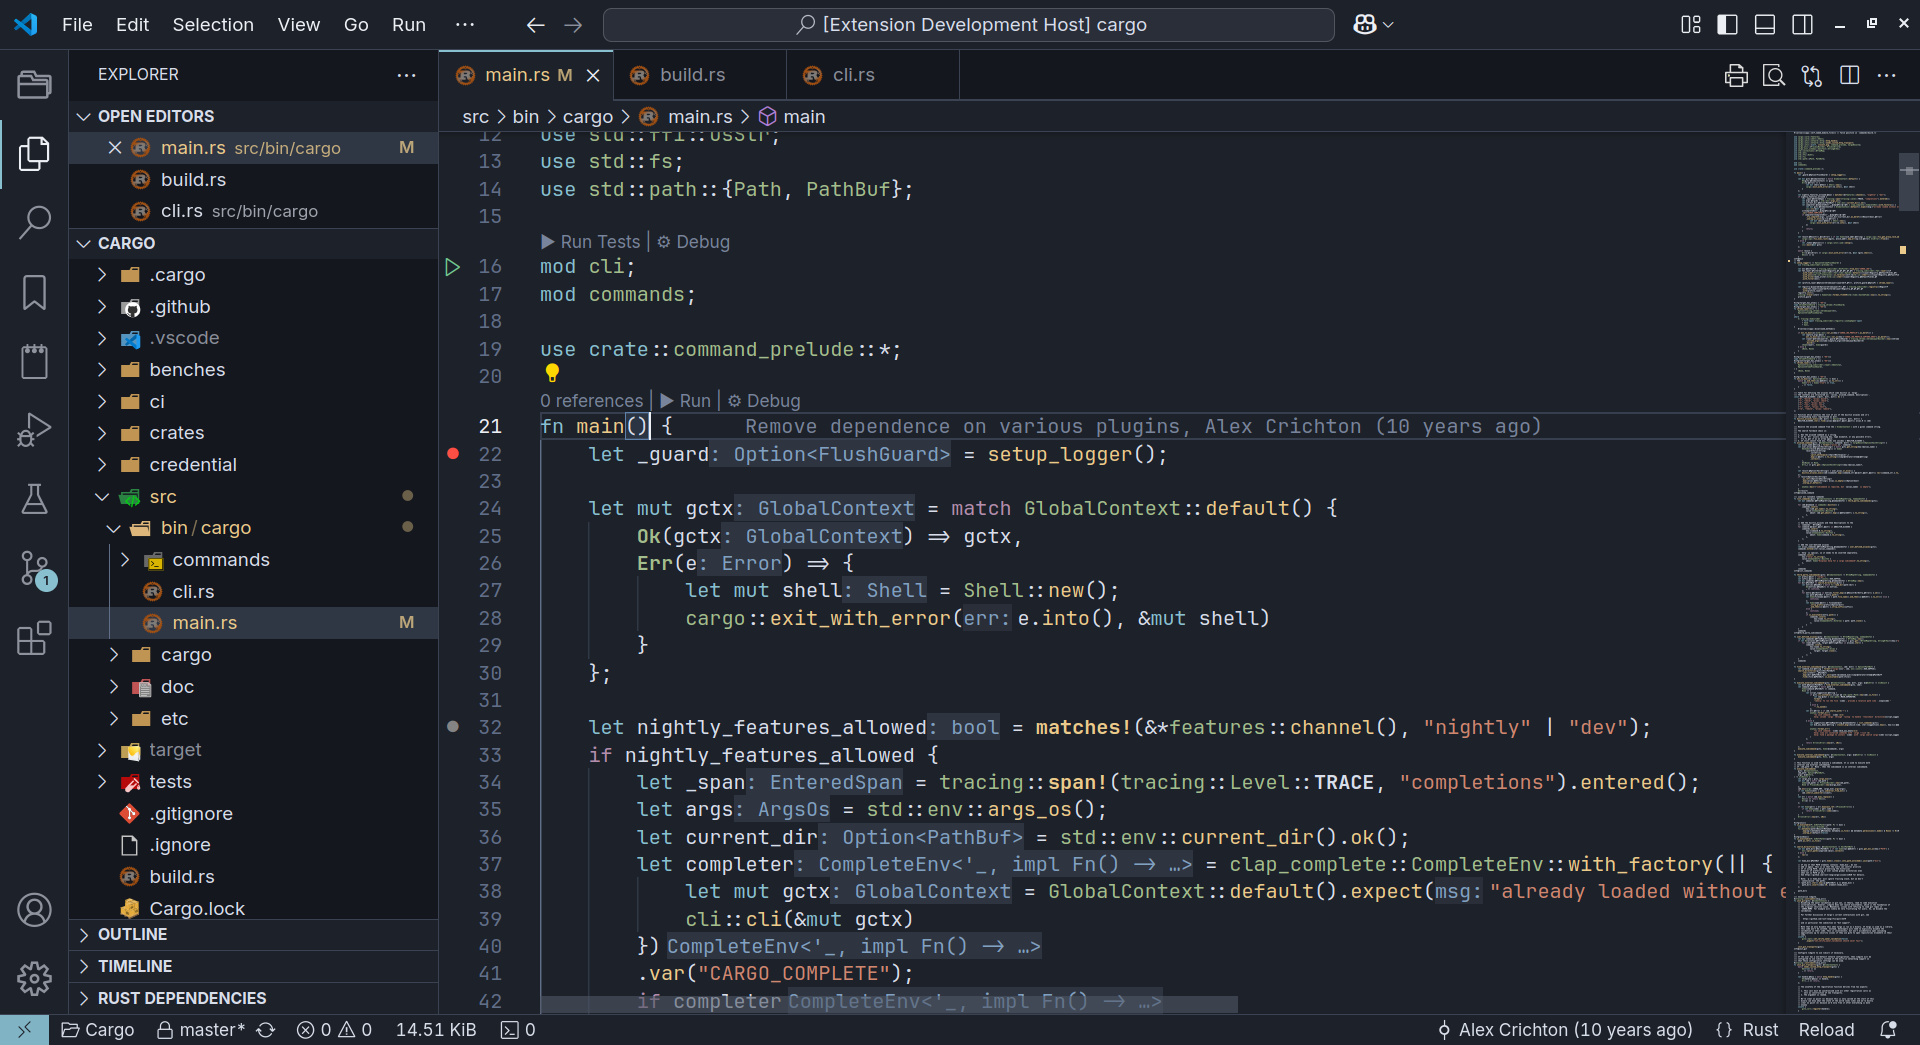 File Edit Selection View Go Run ··· [Extension Development Host] cargo
EXPLORER
OPEN EDITORS
main.rs src/bin/cargo M
build.rs
cli.rs src/bin/cargo
CARGO
.cargo
.github
.vscode
benches
ci
crates
credential
src
bin / cargo
commands
cli.rs
main.rs M
cargo
doc
etc
target
tests
.gitignore
.ignore
build.rs
Cargo.lock
OUTLINE
TIMELINE
RUST DEPENDENCIES
1
main.rs M build.rs cli.rs
src > bin > cargo > main.rs > main
12 use std::ffi::OsStr;
13 use std::fs;
14 use std::path::{Path, PathBuf};
15
Run Tests | Debug
16 mod cli;
17 mod commands;
18
19 use crate::command_prelude::*;
20
0 references | Run | Debug
21 fn main() { Remove dependence on various plugins, Alex Crichton (10 years ago)
22 let _guard: Option<FlushGuard> = setup_logger();
23
24 let mut gctx: GlobalContext = match GlobalContext::default() {
25 Ok(gctx: GlobalContext) => gctx,
26 Err(e: Error) => {
27 let mut shell: Shell = Shell::new();
28 cargo::exit_with_error(err: e.into(), &mut shell)
29 }
30 };
31
32 let nightly_features_allowed: bool = matches!(&*features::channel(), "nightly" | "dev");
33 if nightly_features_allowed {
34 let _span: EnteredSpan = tracing::span!(tracing::Level::TRACE, "completions").entered();
35 let args: ArgsOs = std::env::args_os();
36 let current_dir: Option<PathBuf> = std::env::current_dir().ok();
37 let completer: CompleteEnv<'_, impl Fn() -> …> = clap_complete::CompleteEnv::with_factory(|| {
38 let mut gctx: GlobalContext = GlobalContext::default().expect(msg: "already loaded without e
39 cli::cli(&mut gctx)
40 }) CompleteEnv<'_, impl Fn() -> …>
41 .var("CARGO_COMPLETE");
42 if completer CompleteEnv<'_, impl Fn() -> …>
Cargo master* 0 0 14.51 KiB 0 Alex Crichton (10 years ago) {} Rust Reload